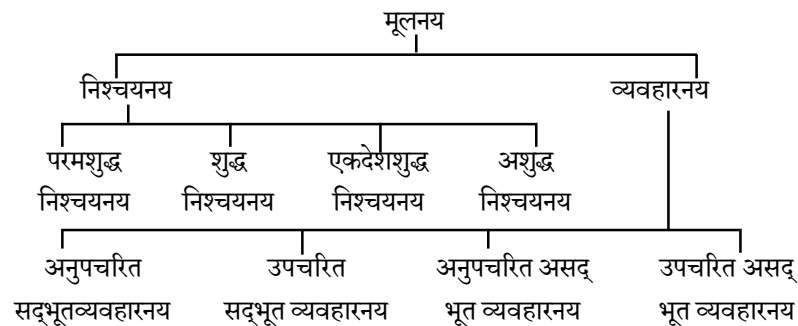 मूलनय
निश्चयनय व्यवहारनय
परमशुद्ध शुद्ध एकदेशशुद्ध अशुद्ध
निश्चयनय निश्चयनय निश्चयनय निश्चयनय
अनुपचरित उपचरित अनुपचरित असद् उपचरित असद्
सद्भूतव्यवहारनय सद्भूत व्यवहारनय भूत व्यवहारनय भूत व्यवहारनय